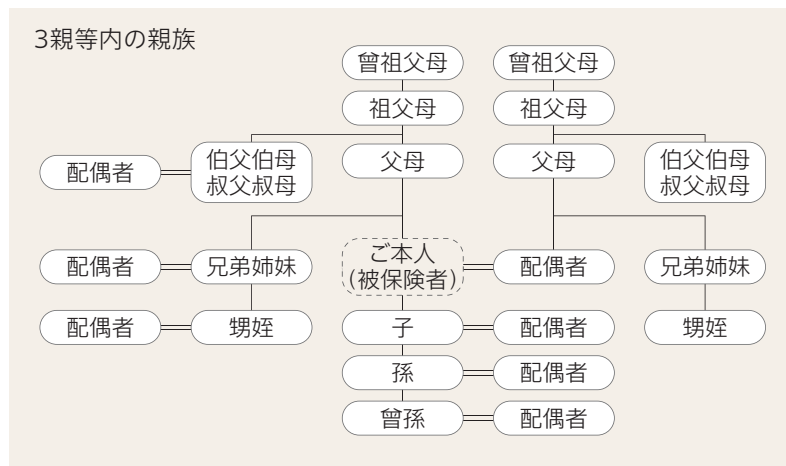 3親等内の親族
曾祖父母
曾祖父母
祖父母
祖父母
配偶者
伯父伯母
叔父叔母
父母
父母
伯父伯母
叔父叔母
配偶者
兄弟姉妹
ご本人
(被保険者)
配偶者
兄弟姉妹
配偶者
甥姪
子
配偶者
甥姪
孫
配偶者
曾孫
配偶者